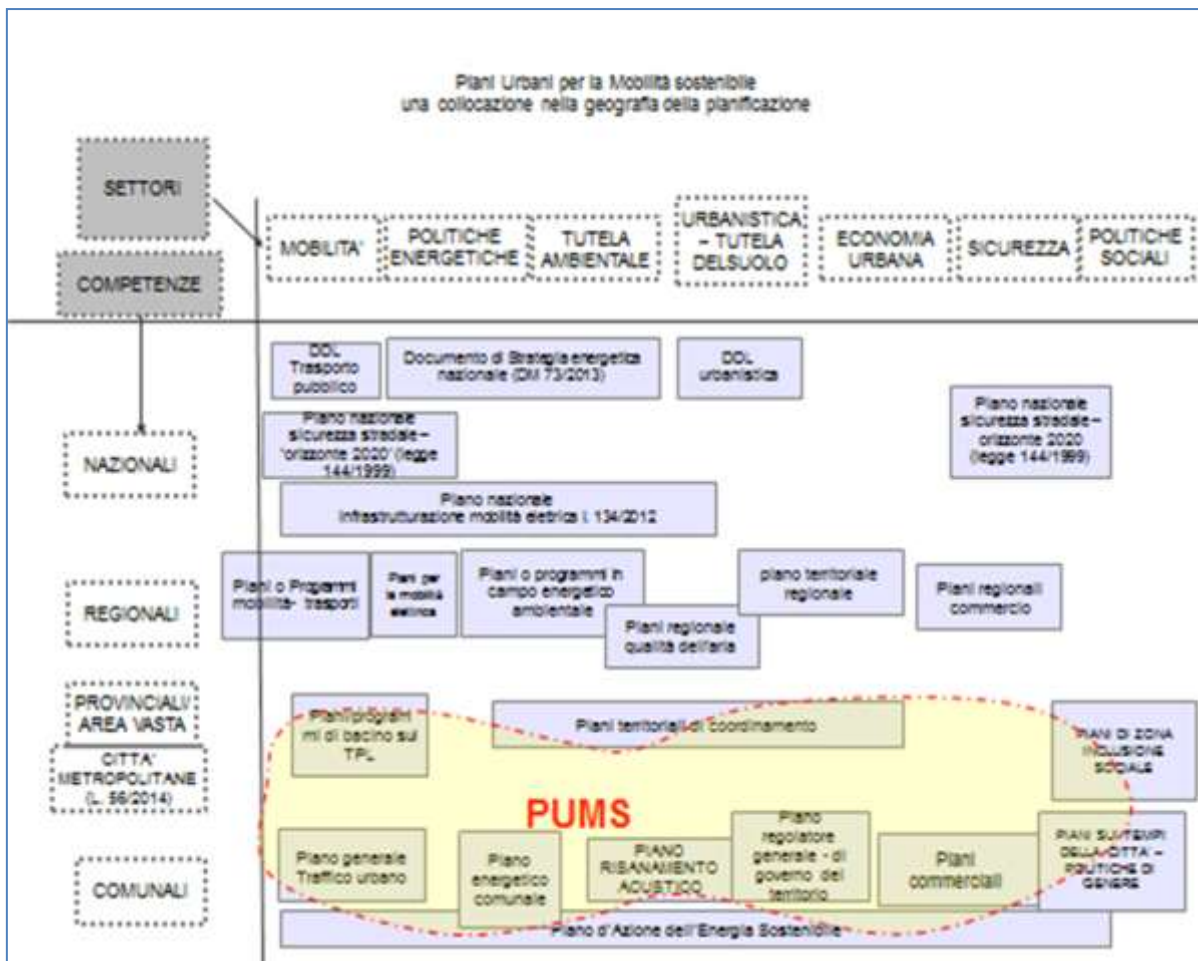 Piani Urbani per la Mobilità sostenibile
una collocazione nella geografia della pianificazione
SETTORI
MOBILITA'
POLITICHE
ENERGETICHE
TUTELA
AMBIENTALE
URBANISTICA
– TUTELA
DELSUOLO
ECONOMIA
URBANA
SICUREZZA
POLITICHE
SOCIALI
COMPETENZE
DDL
Trasporto
pubblico
Documento di Strategia energetica
nazionale (DM 73/2013)
DDL
urbanistica
NAZIONALI
Piano nazionale
sicurezza stradale –
'orizzonte 2020' (legge
144/1999)
Piano nazionale
sicurezza stradale –
orizzonte 2020
(legge 144/1999)
Piano nazionale
infrastrutturazione mobilità eletrica l. 134/2012
REGIONALI
Piani o Programmi
mobilità- trasporti
Piani per
la mobilità
elettrica
Piani o programmi in
campo energetico
ambientale
Piani regionale
qualità dell'aria
plano territoriale
regionale
Piani regionali
commercio
PROVINCIALI/
AREA VASTA
CITTA'
METROPOLITANE
(L. 56/2014)
Piani/programi
mi di bacino sul
TPL
Piani territoriali di coordinamento
PIANI DI ZONA
INCLUSIONE
SOCIALE
PUMS
COMUNALI
Piano generale
Traffico urbano
Piano
energetico
comunale
PIANO
RISANAMENTO
ACUSTICO
Piano
regolatore
generale - di
governo del
territorio
Piani
commerciali
PIANI SUI TEMPI
DELLA CITTA' –
POLITICHE DI
GENERE
Piano d'Azione dell'Energia Sostenibile